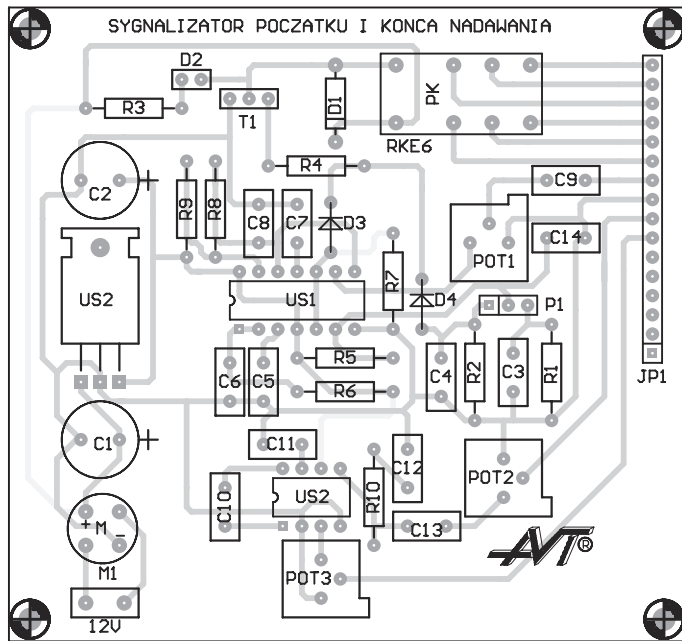 SYGNALIZATOR POCZATKU I KONCA NADAWANIA
D2
R3
T1
D1
PK
RKE6
R4
C2
C9
R9
R8
C8
C7
D3
C14
POT1
R7
US2
US1
D4
P1
R5
C6
C5
R6
C4
R2
C3
R1
JP1
C1
C11
C12
POT2
US2
R10
C10
C13
+ M -
M1
POT3
AVT®
12V